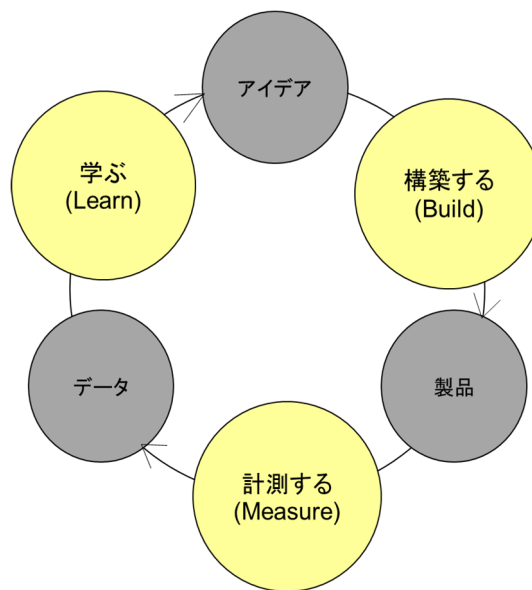 アイデア
構築する
(Build)
製品
計測する
(Measure)
データ
学ぶ
(Learn)